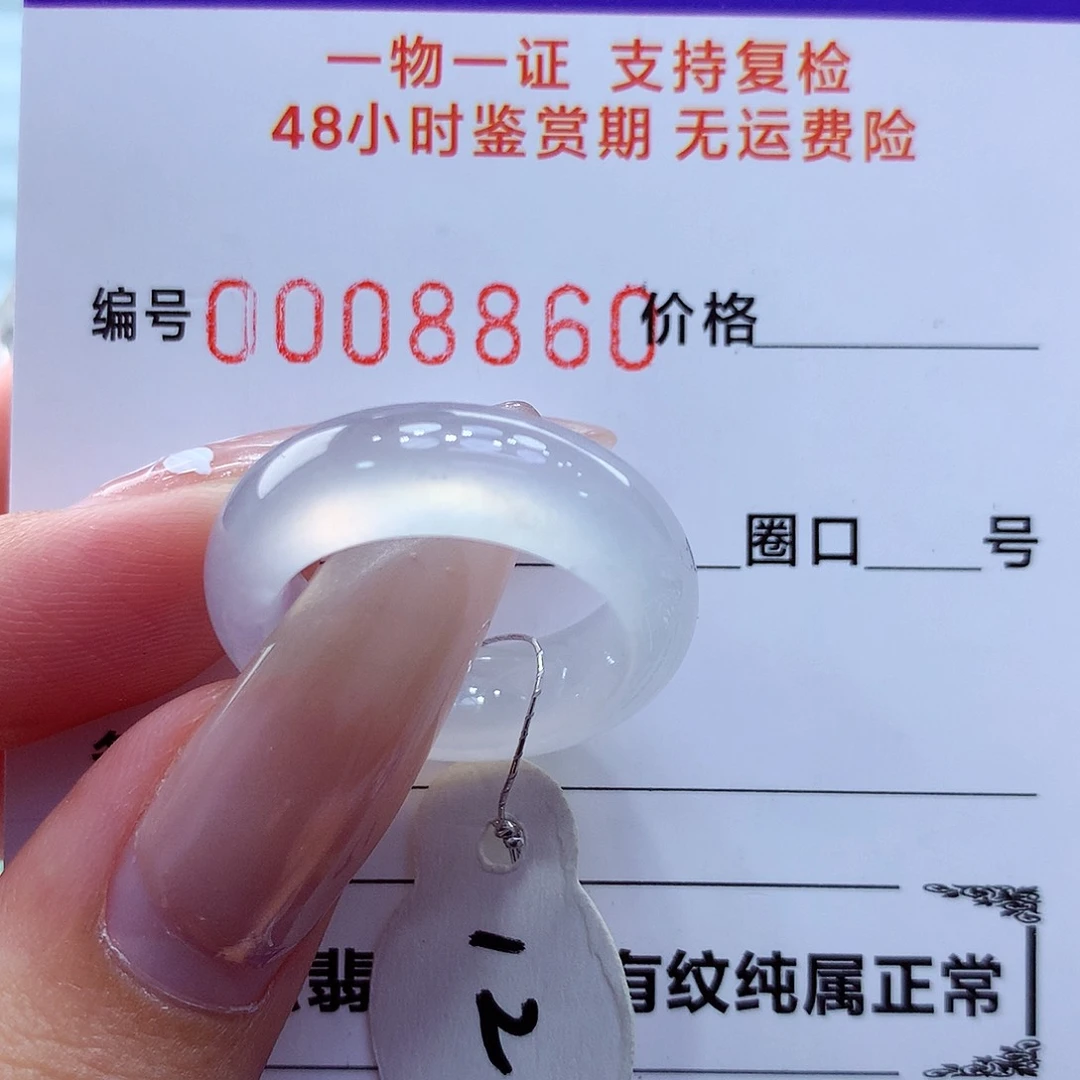 一物一证 支持复检
48小时鉴赏期 无运费险
编号 0008860 价格
圈口 号
翡 有纹纯属正常
12